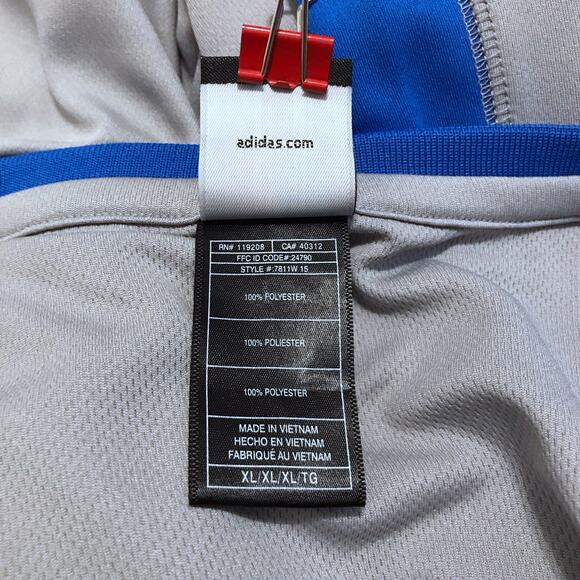 adidas.com
RN# 119208 CA# 40312
FFC ID CODE#:24790
STYLE #:7811W 15
100% POLYESTER
100% POLIESTER
100% POLYESTER
MADE IN VIETNAM
HECHO EN VIETNAM
FABRIQUÉ AU VIETNAM
XL/XL/XL/TG